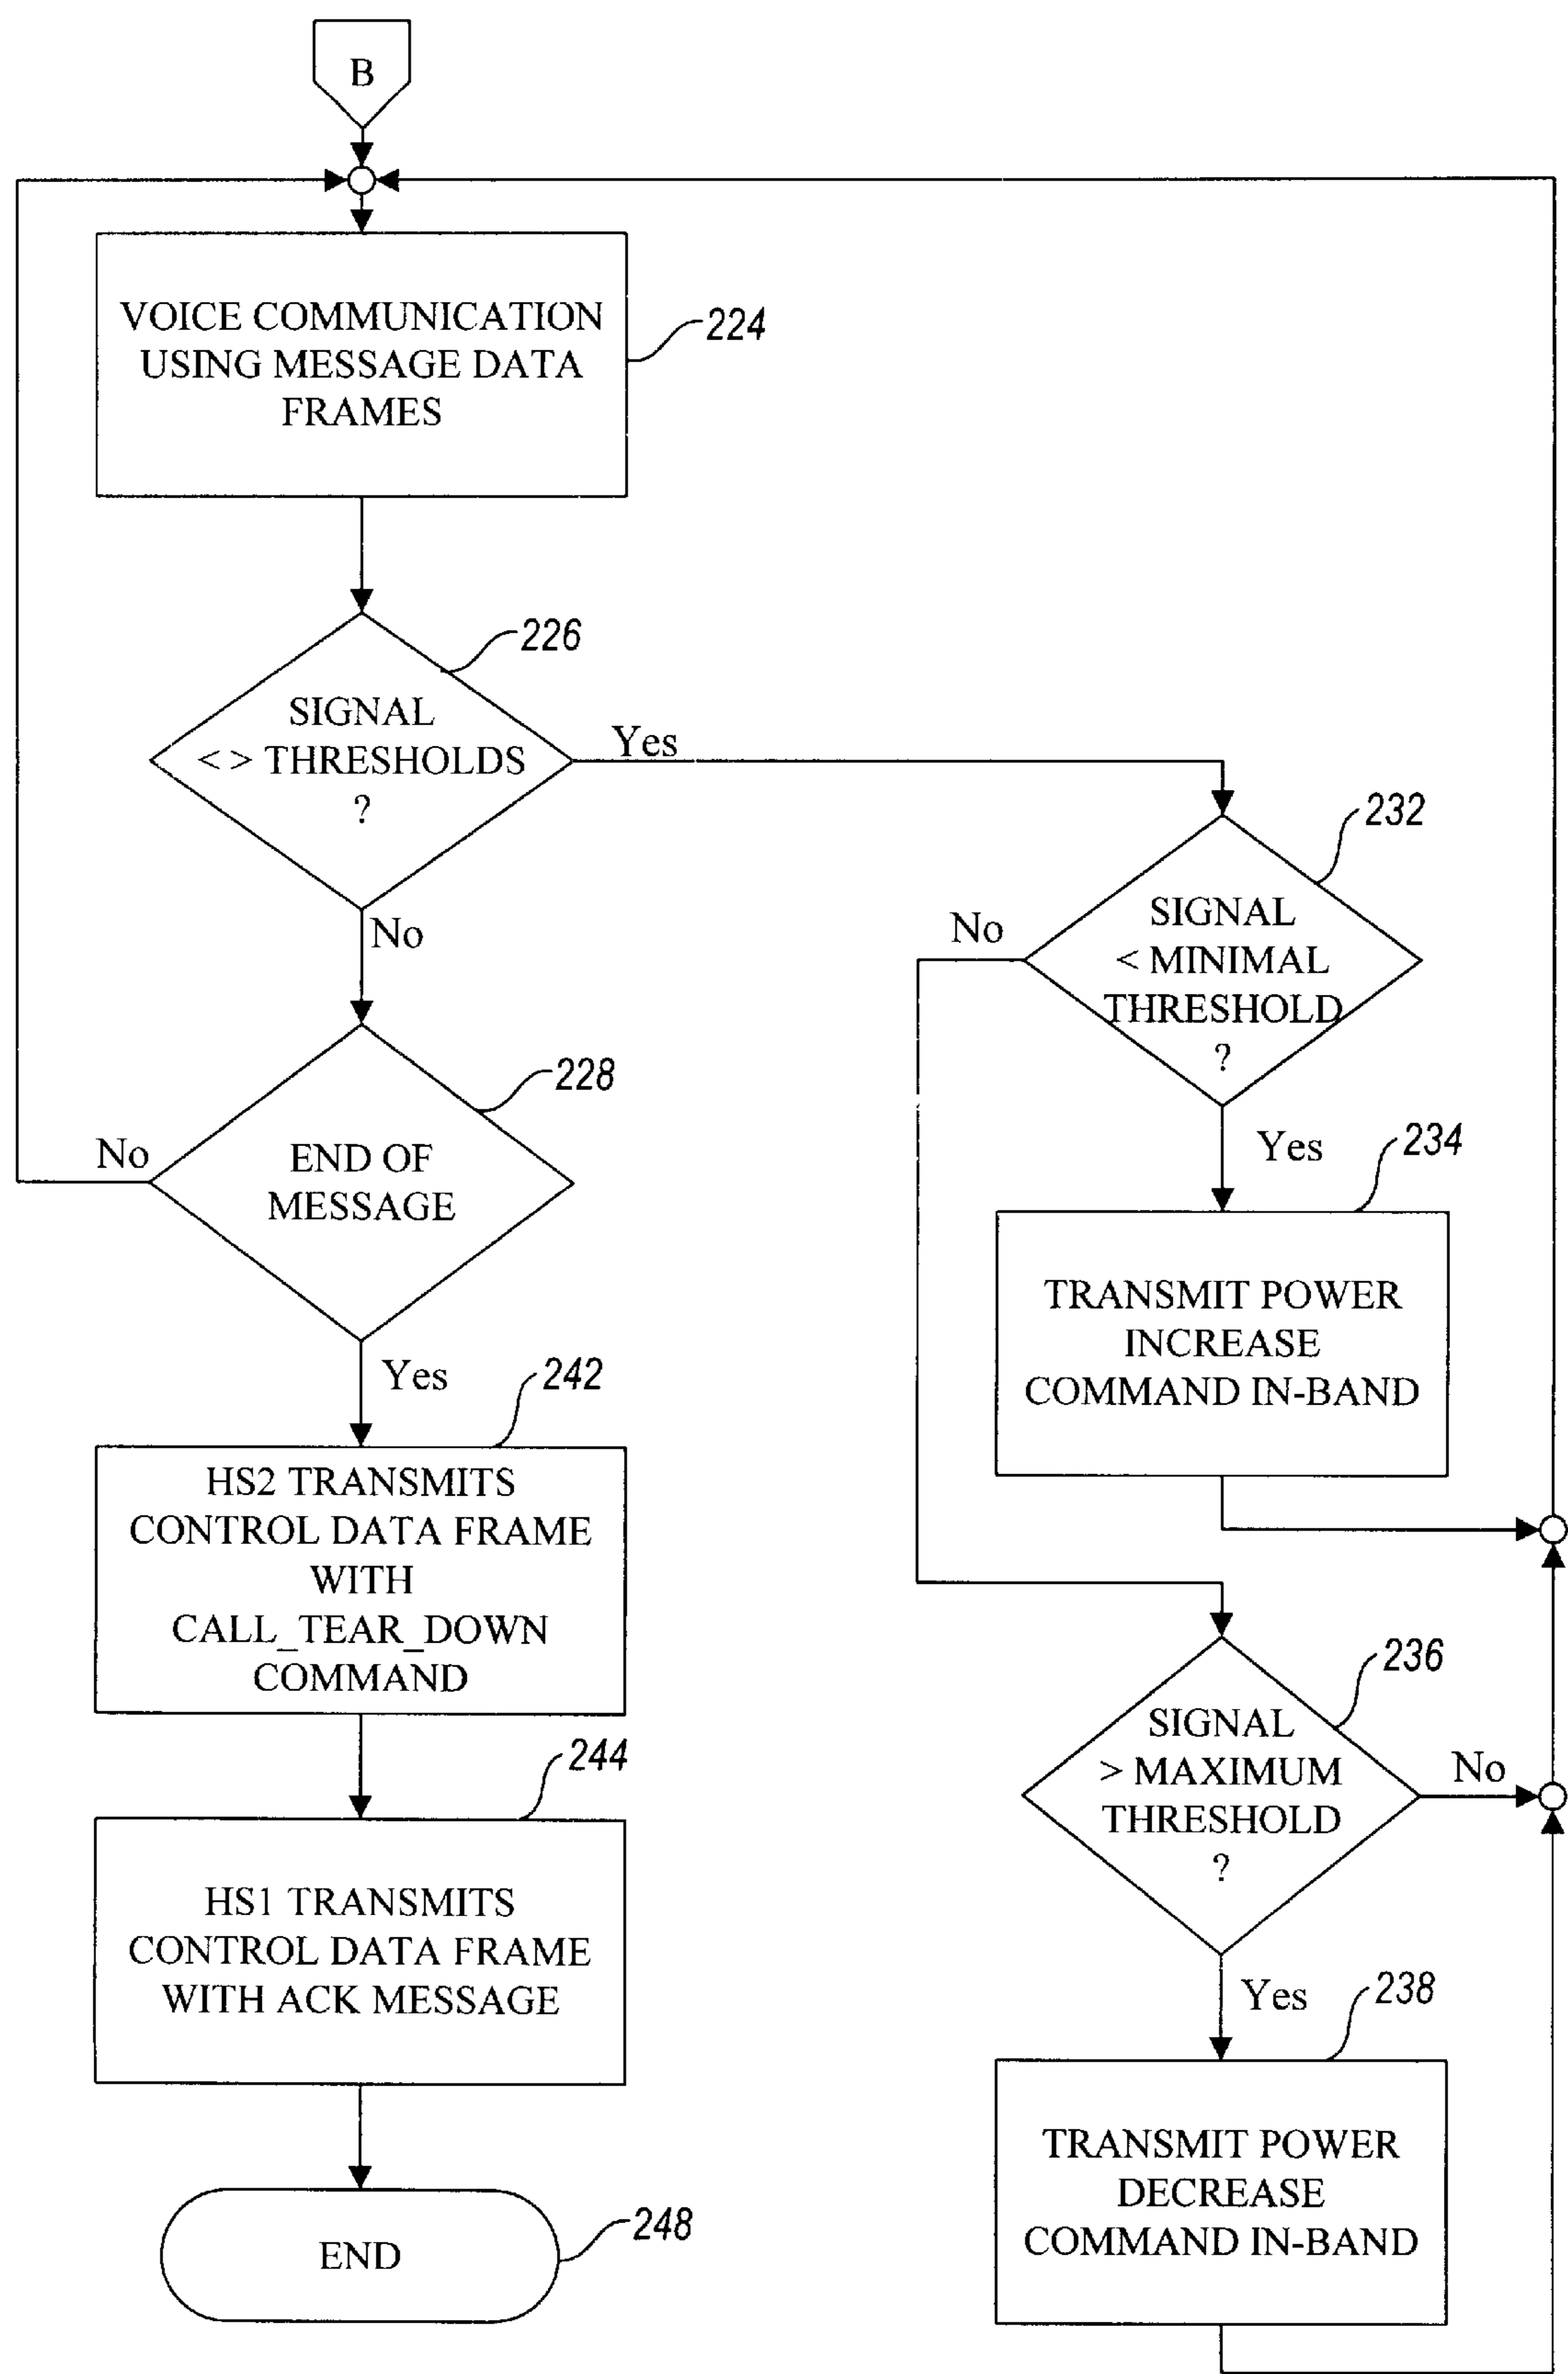 B
VOICE COMMUNICATION
USING MESSAGE DATA
FRAMES
224
SIGNAL
< > THRESHOLDS
?
226
Yes
No
SIGNAL
< MINIMAL
THRESHOLD
?
232
No
Yes
END OF
MESSAGE
228
No
Yes
TRANSMIT POWER
INCREASE
COMMAND IN-BAND
234
HS2 TRANSMITS
CONTROL DATA FRAME
WITH
CALL_TEAR_DOWN
COMMAND
242
SIGNAL
> MAXIMUM
THRESHOLD
?
236
No
Yes
HS1 TRANSMITS
CONTROL DATA FRAME
WITH ACK MESSAGE
244
TRANSMIT POWER
DECREASE
COMMAND IN-BAND
238
END
248